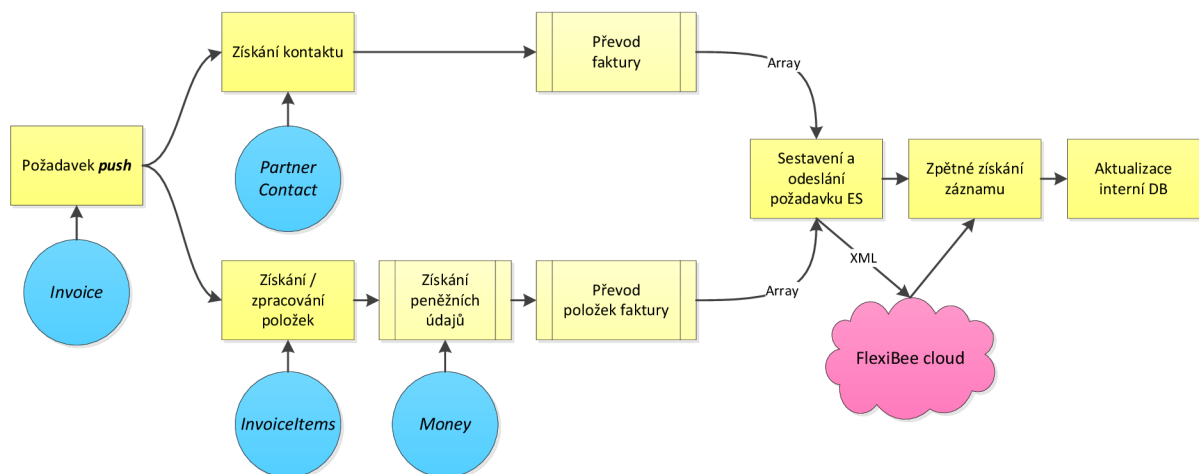 Získání kontaktu
Převod
faktury
Array
Požadavek push
Partner
Contact
Sestavení a
odeslání
požadavku ES
Zpětné získání
záznamu
Aktualizace
interní DB
Invoice
XML
Získání /
zpracování
položek
Získání
peněžních
údajů
Převod
položek faktury
Array
FlexiBee cloud
InvoiceItems
Money